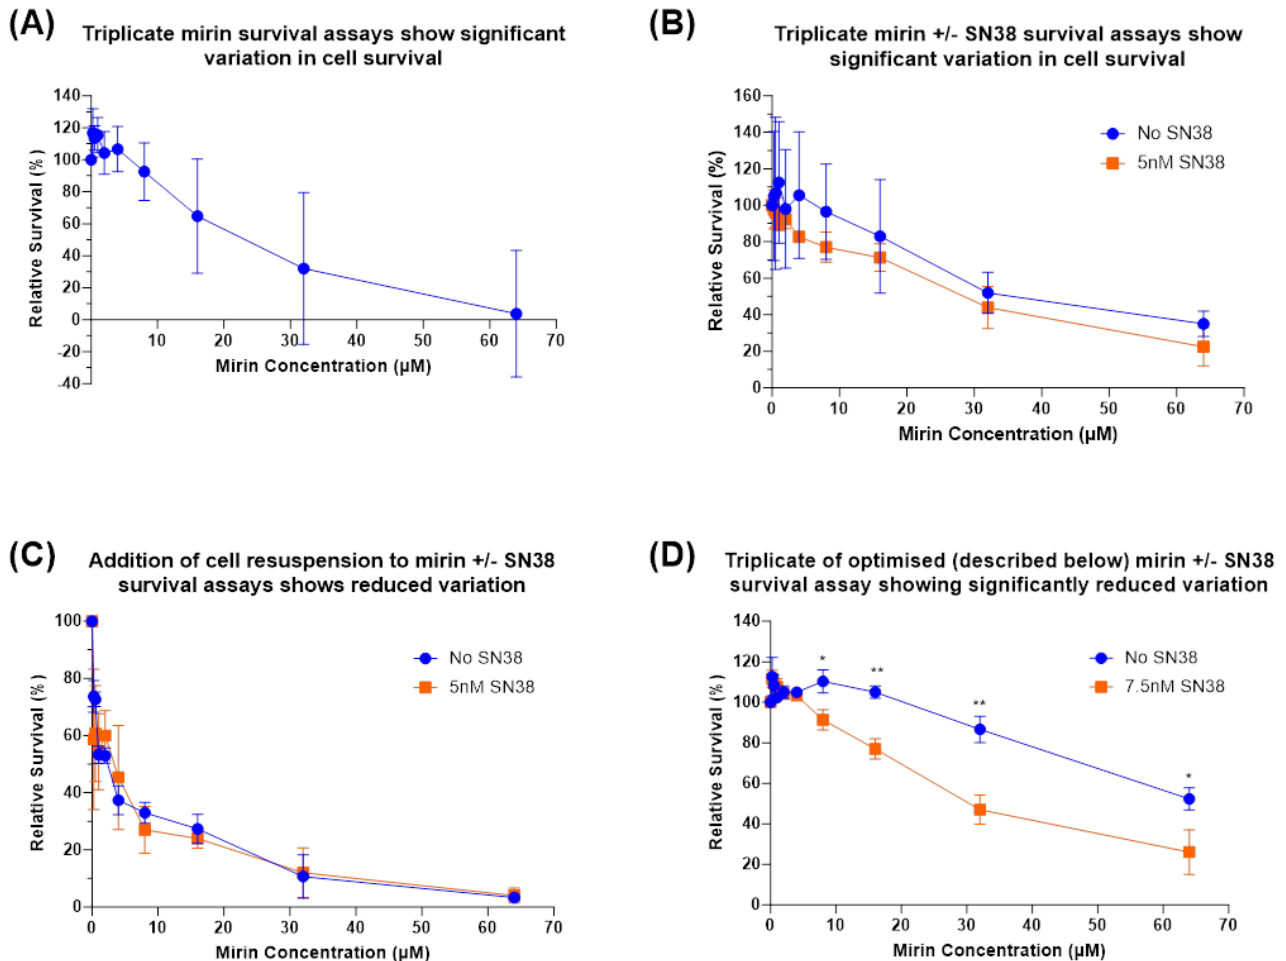 (A)
Triplicate mirin survival assays show significant
variation in cell survival
140
120
100
80
60
40
20
0
-20
-40
10
20
30
40
50
60
70
Relative Survival (%)
Mirin Concentration (µM)
(B)
Triplicate mirin +/- SN38 survival assays show
significant variation in cell survival
160
140
120
100
80
60
40
20
0
0
10
20
30
40
50
60
70
Relative Survival (%)
Mirin Concentration (µM)
No SN38
5nM SN38
(C)
Addition of cell resuspension to mirin +/- SN38
survival assays shows reduced variation
100
80
60
40
20
0
0
10
20
30
40
50
60
70
Relative Survival (%)
Mirin Concentration (µM)
No SN38
5nM SN38
(D)
Triplicate of optimised (described below) mirin +/- SN38
survival assay showing significantly reduced variation
140
120
100
80
60
40
20
0
0
10
20
30
40
50
60
70
Relative Survival (%)
Mirin Concentration (µM)
No SN38
7.5nM SN38
*
**
**
*